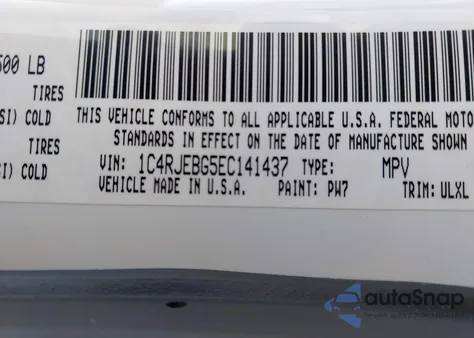 500 LB
TIRES
SI) COLD
TIRES
I) COLD
THIS VEHICLE CONFORMS TO ALL APPLICABLE U.S.A. FEDERAL MOTO
STANDARDS IN EFFECT ON THE DATE OF MANUFACTURE SHOWN
VIN: 1C4RJEBG5EC141437 TYPE: MPV
VEHICLE MADE IN U.S.A. PAINT: PW7 TRIM: ULXL
autaSnap